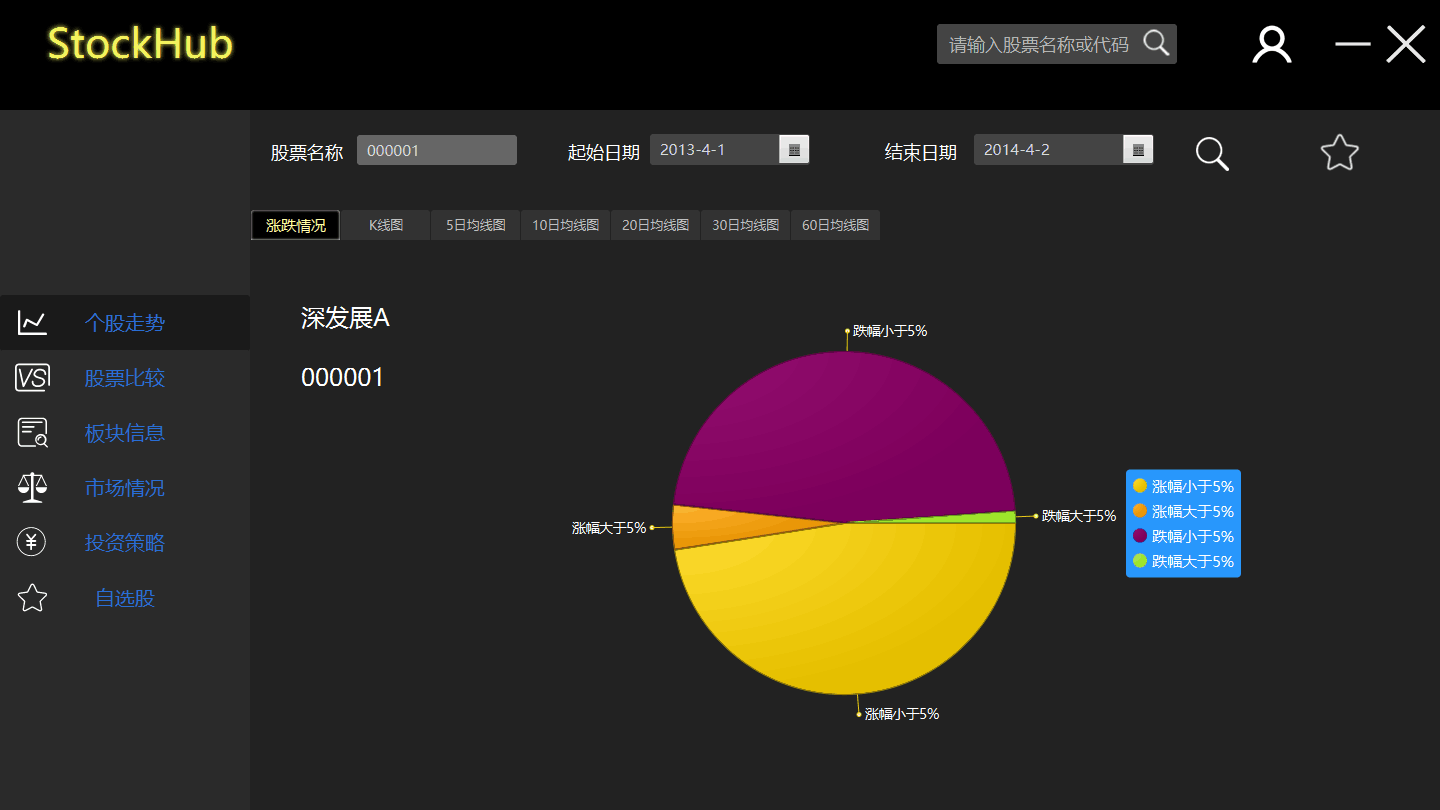 StockHub
请输入股票名称或代码
股票名称 000001 起始日期 2013-4-1 结束日期 2014-4-2
涨跌情况 K线图 5日均线图 10日均线图 20日均线图 30日均线图 60日均线图
个股走势
股票比较
板块信息
市场情况
投资策略
自选股
深发展A
000001
跌幅小于5%
涨幅大于5%
跌幅大于5%
涨幅小于5%
涨幅小于5%
涨幅大于5%
跌幅小于5%
跌幅大于5%
VS
¥